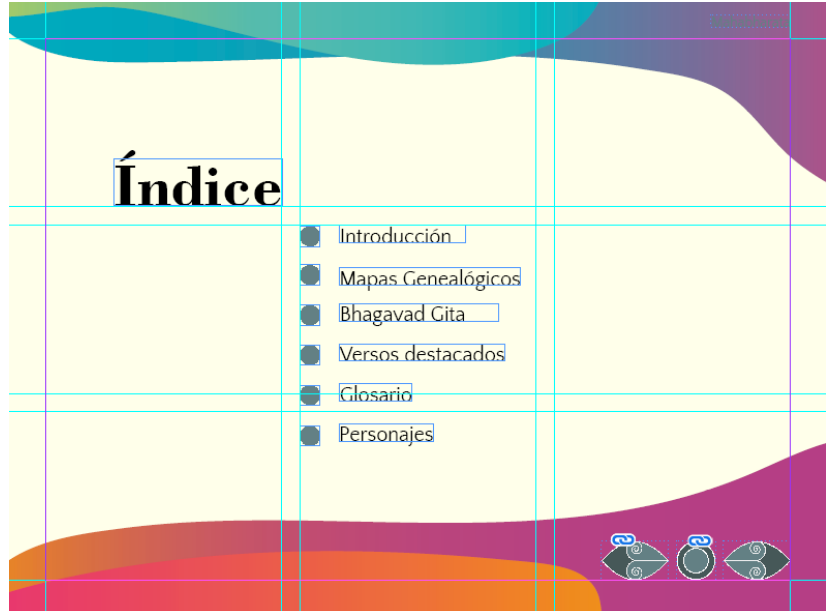 Índice
Introducción
Mapas Genealógicos
Bhagavad Gita
Versos destacados
Glosario
Personajes